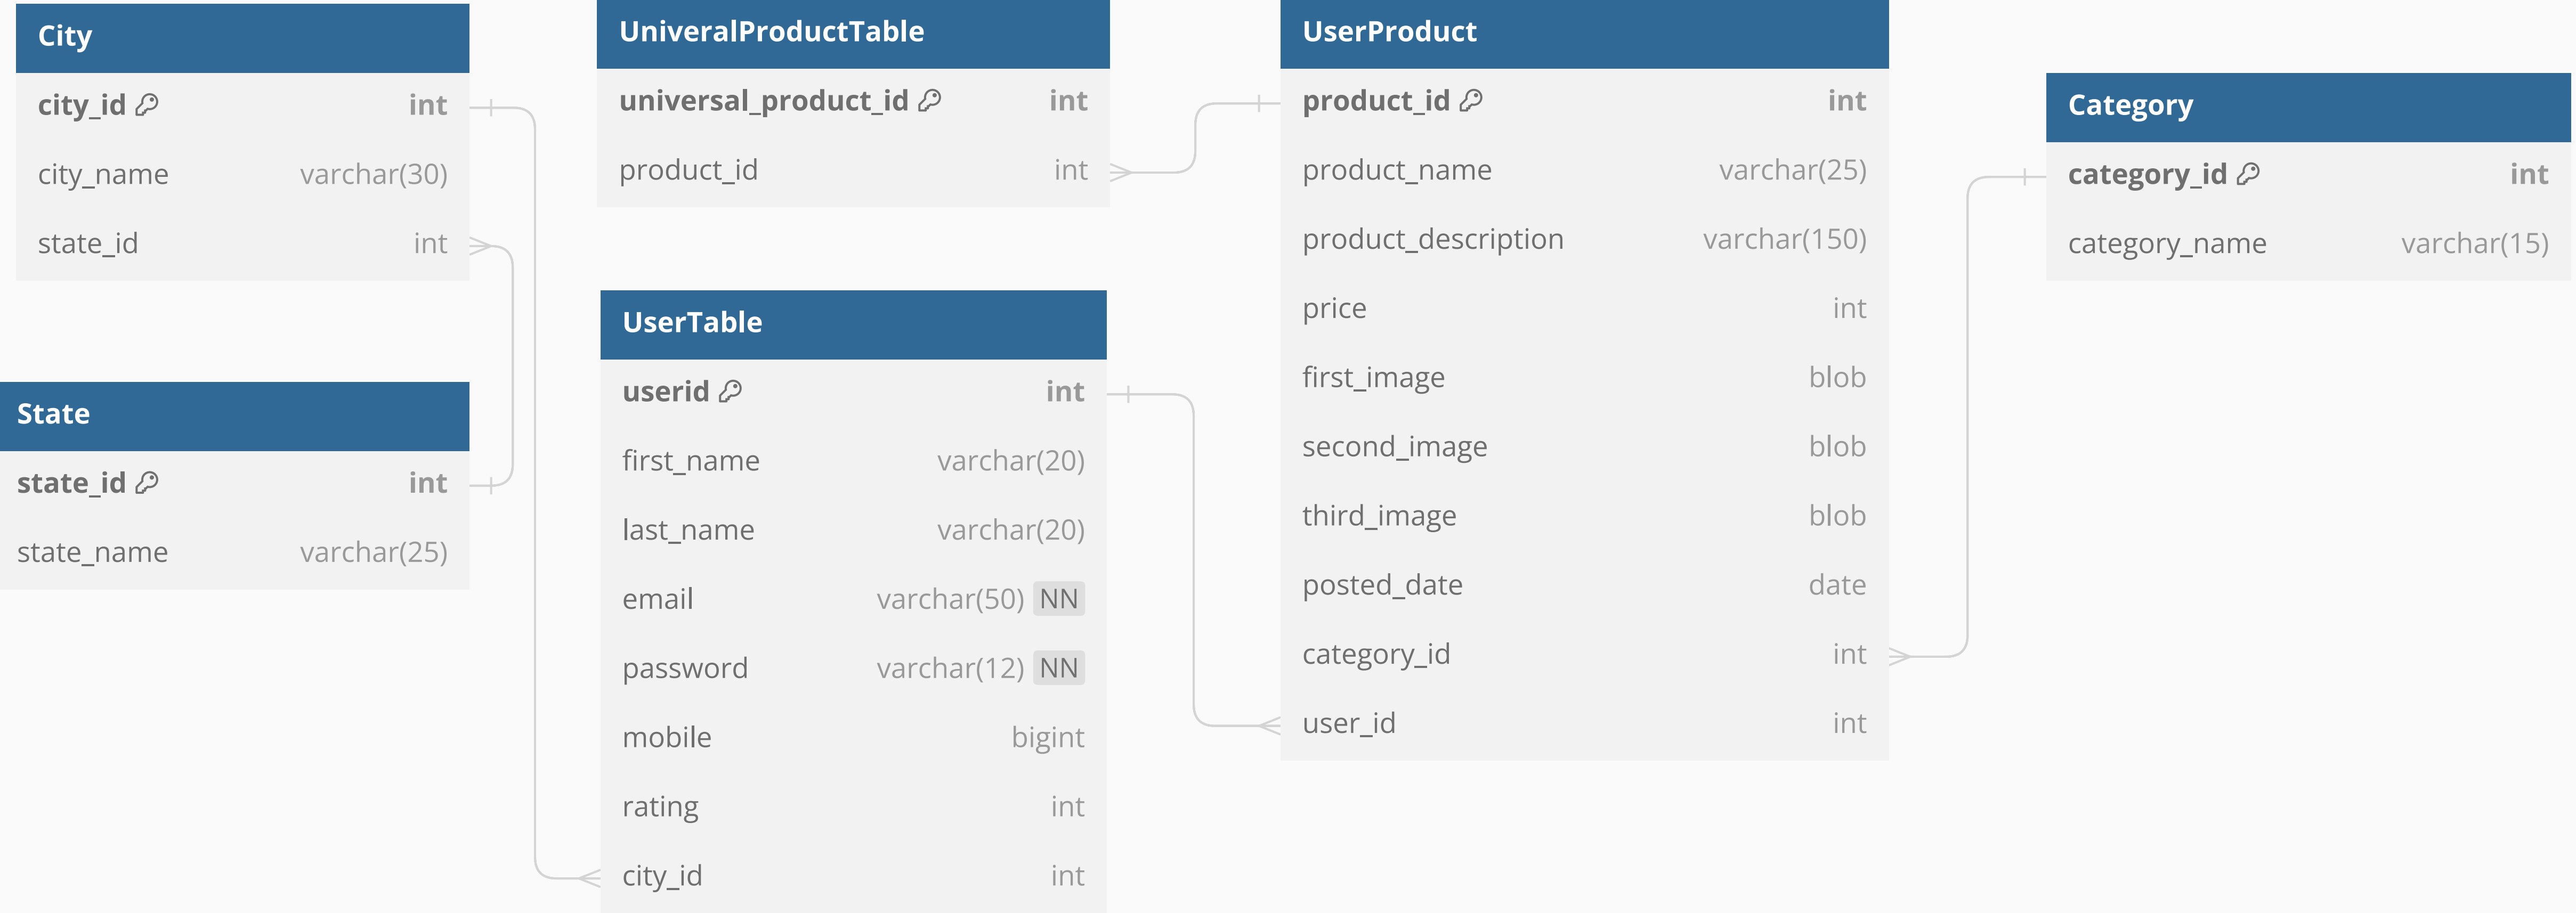 City
city_id int
city_name varchar(30)
state_id int
State
state_id int
state_name varchar(25)
UniveralProductTable
universal_product_id int
product_id int
UserTable
userid int
first_name varchar(20)
last_name varchar(20)
email varchar(50) NN
password varchar(12) NN
mobile bigint
rating int
city_id int
UserProduct
product_id int
product_name varchar(25)
product_description varchar(150)
price int
first_image blob
second_image blob
third_image blob
posted_date date
category_id int
user_id int
Category
category_id int
category_name varchar(15)